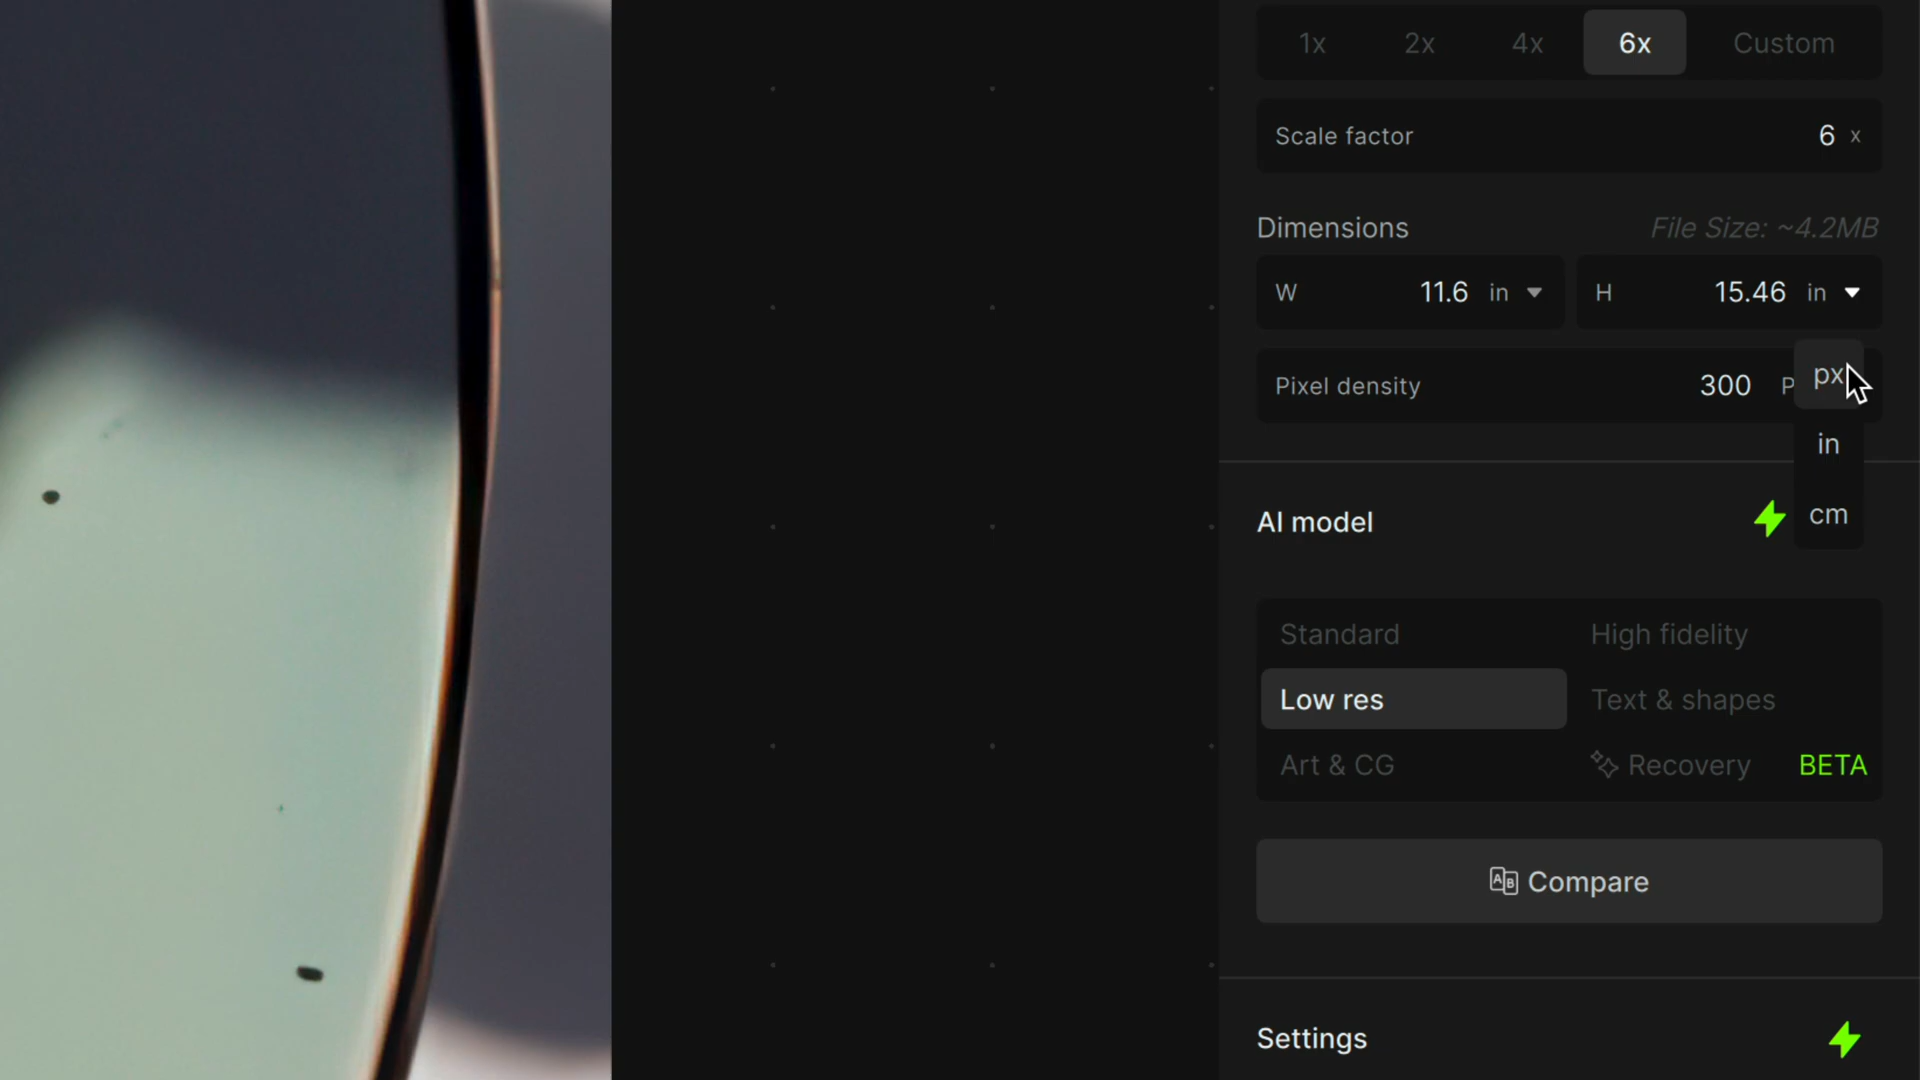 1x 2x 4x 6x Custom
Scale factor 6 x
Dimensions File Size: ~4.2MB
W 11.6 in H 15.46 in
Pixel density 300 P
px
in
cm
AI model
Standard High fidelity
Low res Text & shapes
Art & CG Recovery BETA
AB Compare
Settings